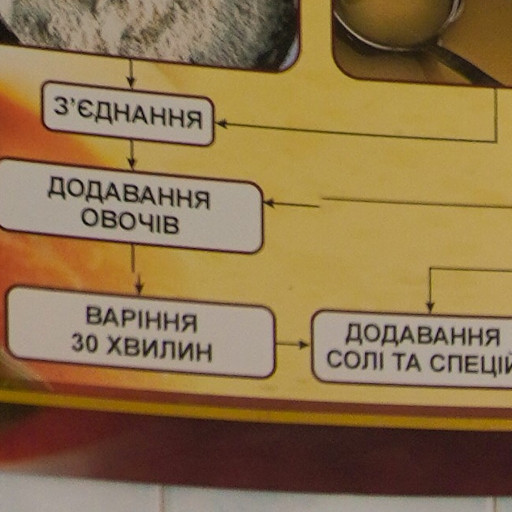 З’ЄДНАННЯ
ДОДАВАННЯ
ОВОЧІВ
ВАРІННЯ
30 ХВИЛИН
ДОДАВАННЯ
СОЛІ ТА СПЕЦІЙ